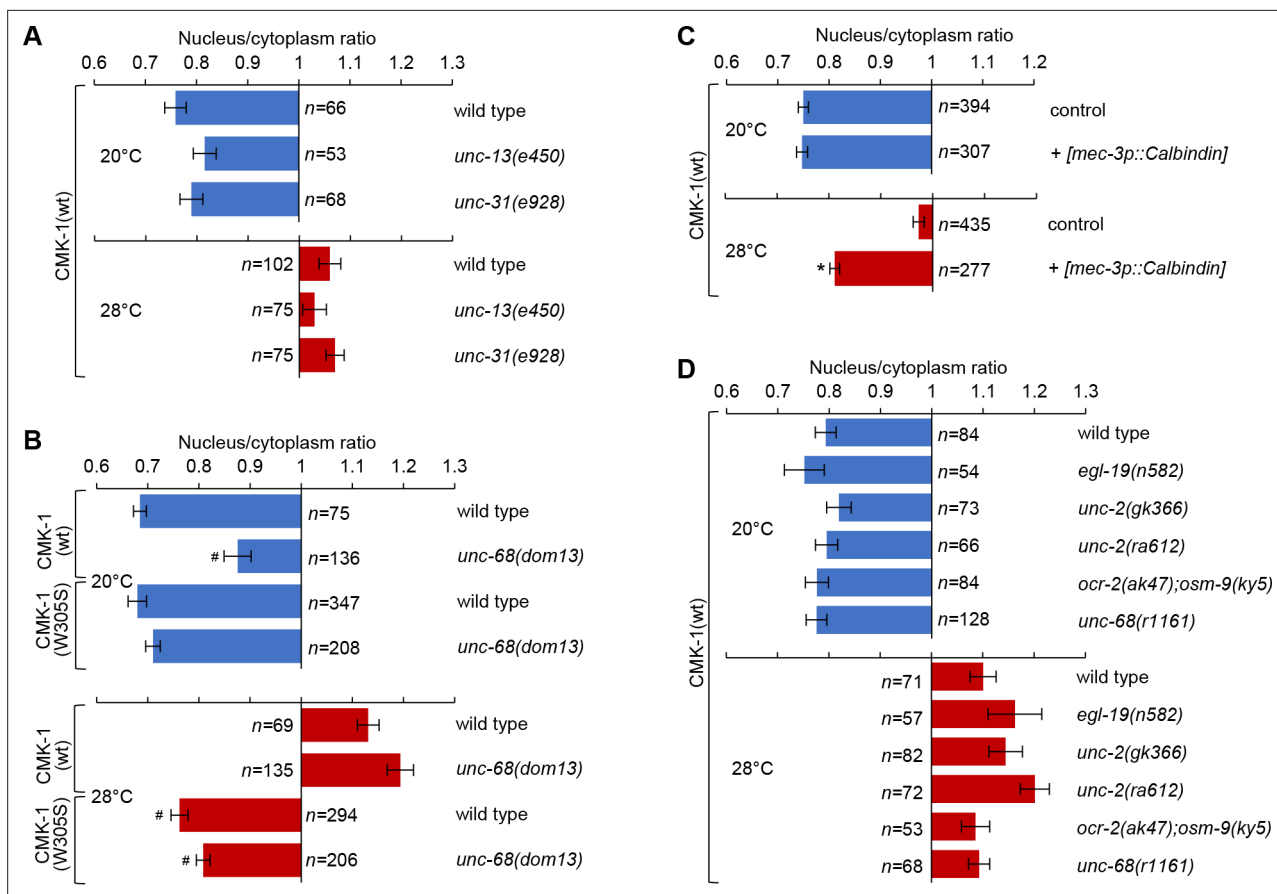 A
Nucleus/cytoplasm ratio
0.6 0.7 0.8 0.9 1 1.1 1.2 1.3
CMK-1(wt)
20°C
n=66 wild type
n=53 unc-13(e450)
n=68 unc-31(e928)
28°C
n=102 wild type
n=75 unc-13(e450)
n=75 unc-31(e928)
B
Nucleus/cytoplasm ratio
0.6 0.7 0.8 0.9 1 1.1 1.2 1.3
20°C
CMK-1
(wt)
n=75 wild type
# n=136 unc-68(dom13)
CMK-1
(W305S)
n=347 wild type
n=208 unc-68(dom13)
28°C
CMK-1
(wt)
n=69 wild type
n=135 unc-68(dom13)
CMK-1
(W305S)
# n=294 wild type
# n=206 unc-68(dom13)
C
Nucleus/cytoplasm ratio
0.6 0.7 0.8 0.9 1 1.1 1.2
CMK-1(wt)
20°C
n=394 control
n=307 + [mec-3p::Calbindin]
28°C
n=435 control
* n=277 + [mec-3p::Calbindin]
D
Nucleus/cytoplasm ratio
0.6 0.7 0.8 0.9 1 1.1 1.2 1.3
CMK-1(wt)
20°C
n=84 wild type
n=54 egl-19(n582)
n=73 unc-2(gk366)
n=66 unc-2(ra612)
n=84 ocr-2(ak47);osm-9(ky5)
n=128 unc-68(r1161)
28°C
n=71 wild type
n=57 egl-19(n582)
n=82 unc-2(gk366)
n=72 unc-2(ra612)
n=53 ocr-2(ak47);osm-9(ky5)
n=68 unc-68(r1161)